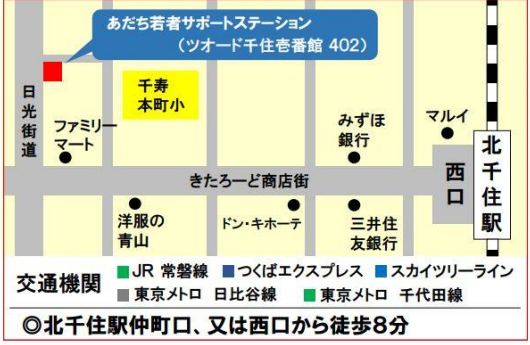 あだち若者サポートステーション
(ツオード千住壱番館 402)
日光街道
千寿
本町小
ファミリー
マート
みずほ
銀行
マルイ
北千住駅
西口
きたろーど商店街
洋服の
青山
ドン・キホーテ
三井住
友銀行
交通機関
JR 常磐線 つくばエクスプレス スカイツリーライン
東京メトロ 日比谷線 東京メトロ 千代田線
◎北千住駅仲町口、又は西口から徒歩8分